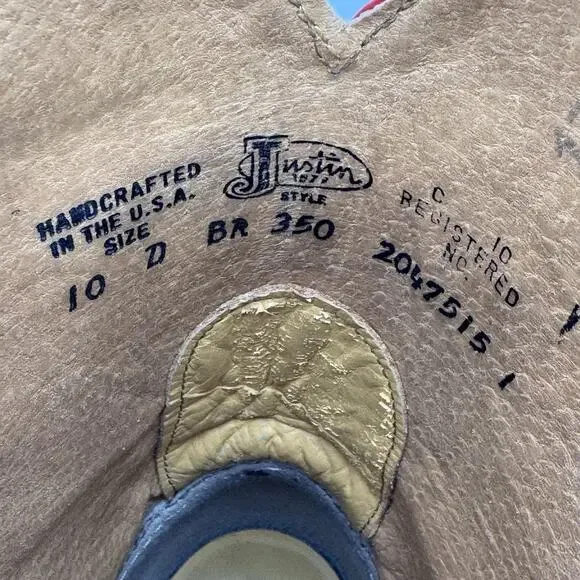 HANDCRAFTED
IN THE U.S.A.
SIZE
10 D
Justin
1879
STYLE
BR 350
C 10
REGISTERED
NO.
2047515 1